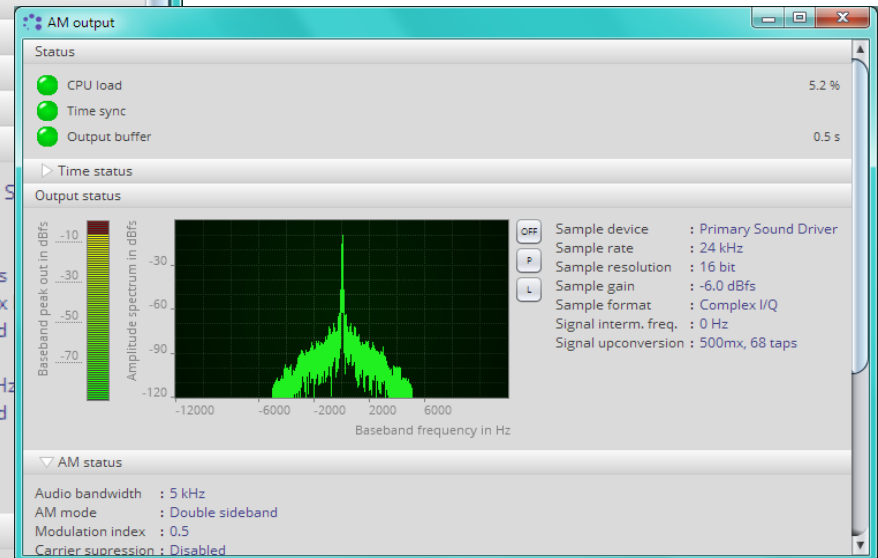 AM output
Status
CPU load 5.2 %
Time sync
Output buffer 0.5 s
Time status
Output status
Baseband peak out in dBfs
-10
-30
-50
-70
Amplitude spectrum in dBfs
-30
-60
-90
-120
-12000 -6000 -2000 2000 6000
Baseband frequency in Hz
OFF
P
L
Sample device : Primary Sound Driver
Sample rate : 24 kHz
Sample resolution : 16 bit
Sample gain : -6.0 dBfs
Sample format : Complex I/Q
Signal interm. freq. : 0 Hz
Signal upconversion : 500mx, 68 taps
AM status
Audio bandwidth : 5 kHz
AM mode : Double sideband
Modulation index : 0.5
Carrier supression : Disabled
S
s
x
d
Hz
d